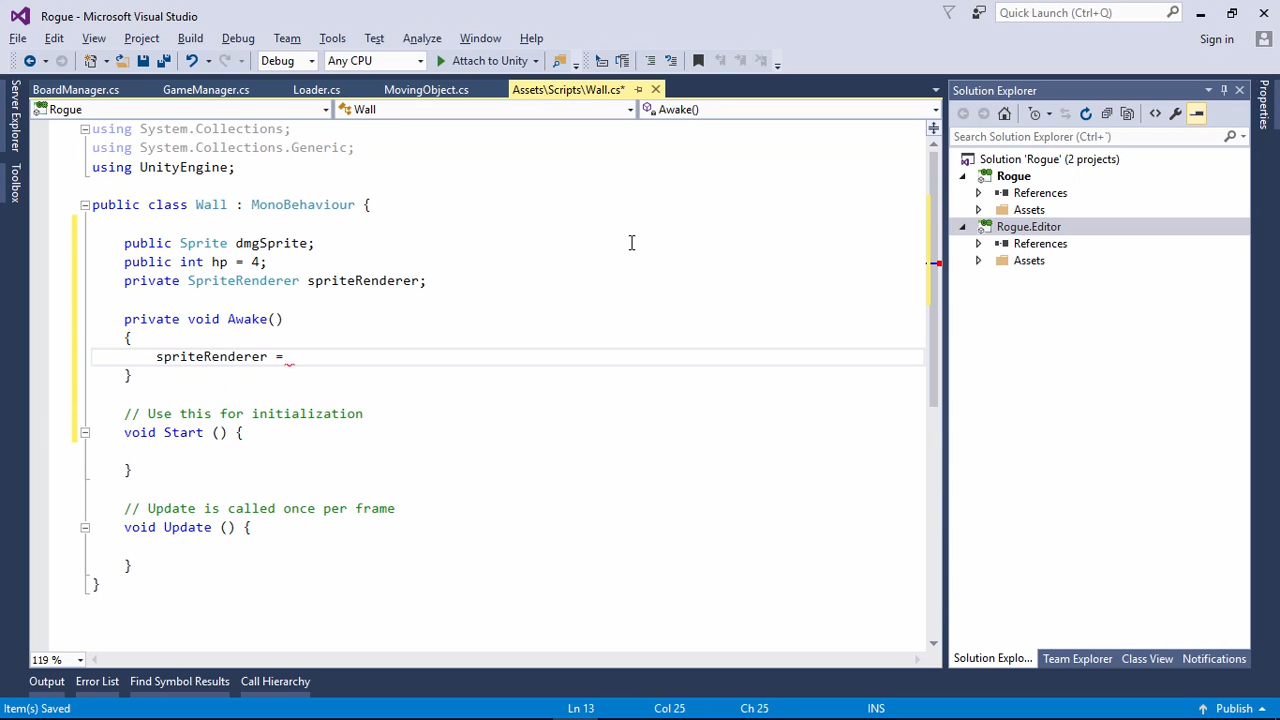 Rogue - Microsoft Visual Studio
Quick Launch (Ctrl+Q)
File Edit View Project Build Debug Team Tools Test Analyze Window Help
Sign in
Debug Any CPU Attach to Unity
BoardManager.cs GameManager.cs Loader.cs MovingObject.cs Assets\Scripts\Wall.cs*
Rogue Wall Awake()
Server Explorer
Toolbox
using System.Collections;
using System.Collections.Generic;
using UnityEngine;
public class Wall : MonoBehaviour {
public Sprite dmgSprite;
public int hp = 4;
private SpriteRenderer spriteRenderer;
private void Awake()
{
spriteRenderer =
}
// Use this for initialization
void Start () {
}
// Update is called once per frame
void Update () {
}
}
119 %
Solution Explorer
Search Solution Explorer (Ctrl+¨)
Solution 'Rogue' (2 projects)
Rogue
References
Assets
Rogue.Editor
References
Assets
Solution Explo... Team Explorer Class View Notifications
Properties
Output Error List Find Symbol Results Call Hierarchy
Item(s) Saved Ln 13 Col 25 Ch 25 INS Publish